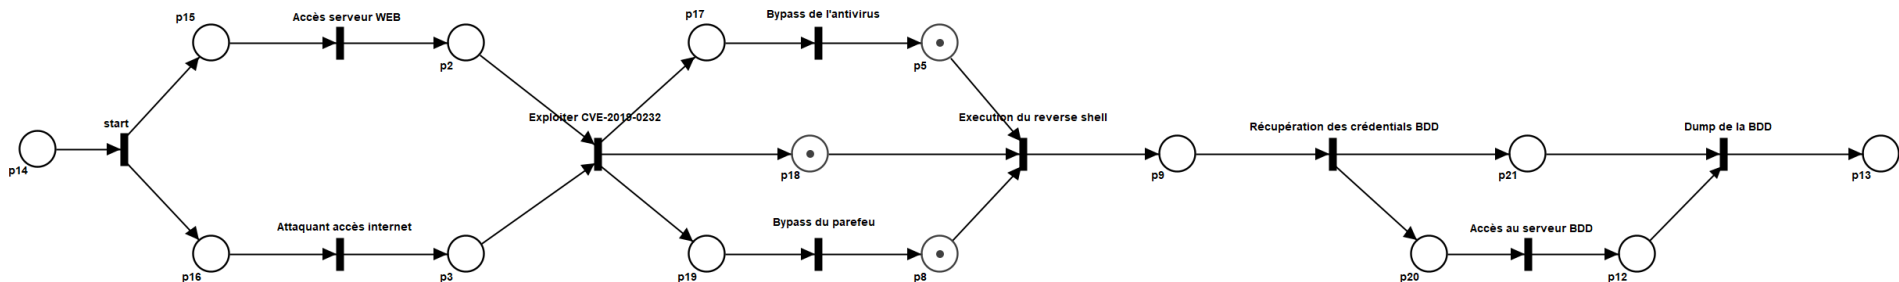 p15
Accès serveur WEB
p2
p17
Bypass de l'antivirus
p5
start
p14
Exploiter CVE-2019-0232
p18
Execution du reverse shell
p9
Récupération des crédentials BDD
p21
Dump de la BDD
p13
p16
Attaquant accès internet
p3
p19
Bypass du parefeu
p8
p20
Accès au serveur BDD
p12